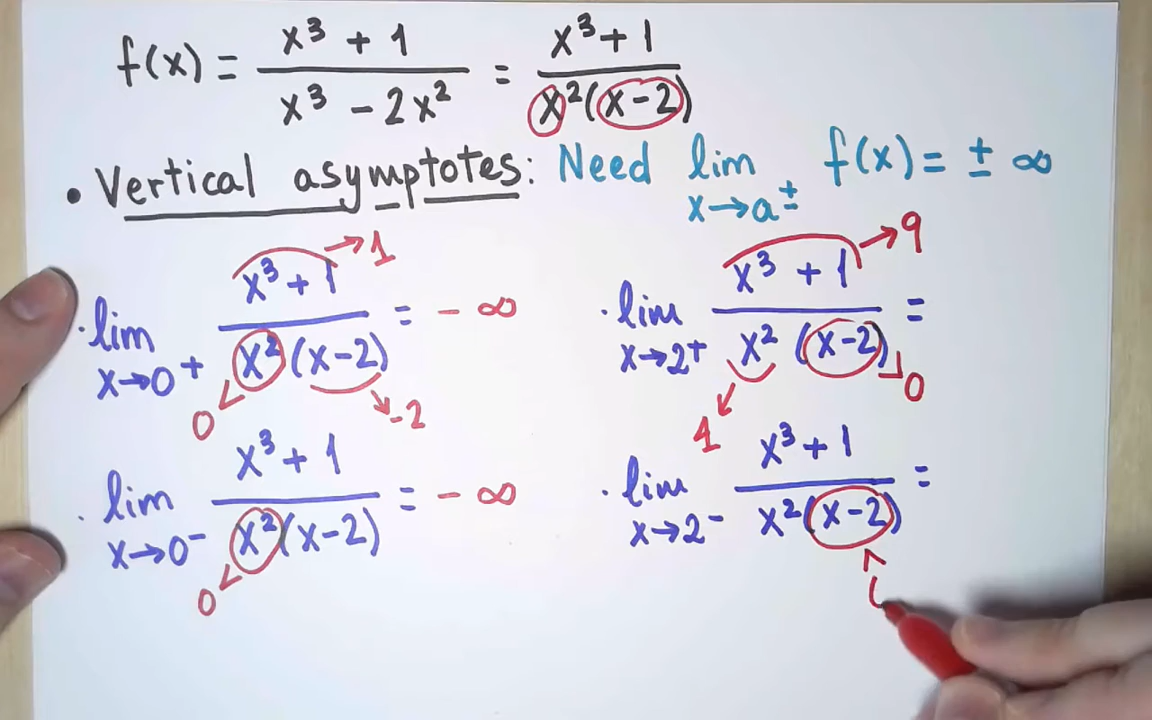 f(x) = (x³ + 1)/(x³ - 2x²) = (x³ + 1)/(x²(x-2))
• Vertical asymptotes: Need lim x→a± f(x) = ± ∞
· lim x→0⁺ (x³ + 1)/(x²(x-2)) = - ∞
→ 1
0
-2
· lim x→0⁻ (x³ + 1)/(x²(x-2)) = - ∞
0
· lim x→2⁺ (x³ + 1)/(x²(x-2)) =
→ 9
4
0
· lim x→2⁻ (x³ + 1)/(x²(x-2)) =